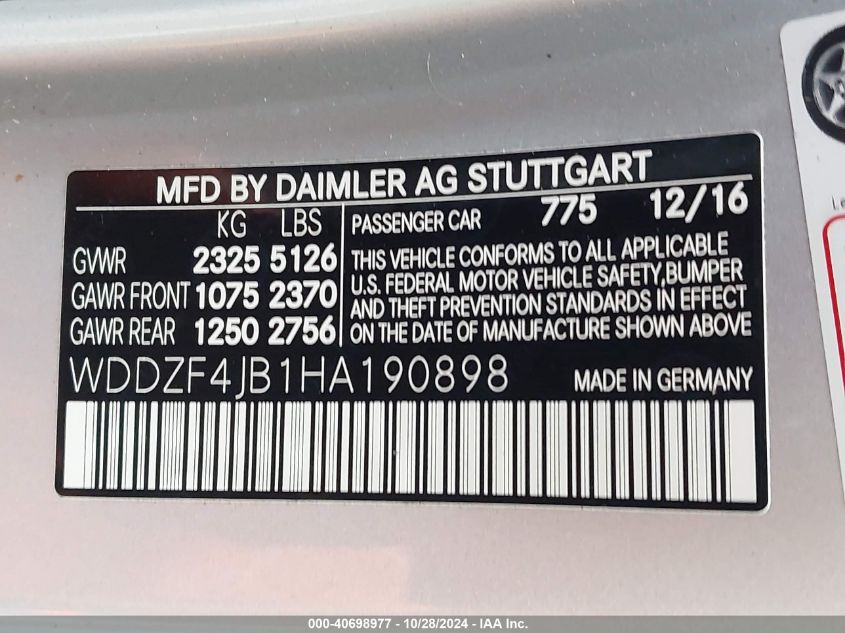 MFD BY DAIMLER AG STUTTGART
KG LBS
GVWR 2325 5126
GAWR FRONT 1075 2370
GAWR REAR 1250 2756
PASSENGER CAR 775 12/16
THIS VEHICLE CONFORMS TO ALL APPLICABLE
U.S. FEDERAL MOTOR VEHICLE SAFETY,BUMPER
AND THEFT PREVENTION STANDARDS IN EFFECT
ON THE DATE OF MANUFACTURE SHOWN ABOVE
WDDZF4JB1HA190898 MADE IN GERMANY
000-40698977 - 10/28/2024 - IAA Inc.